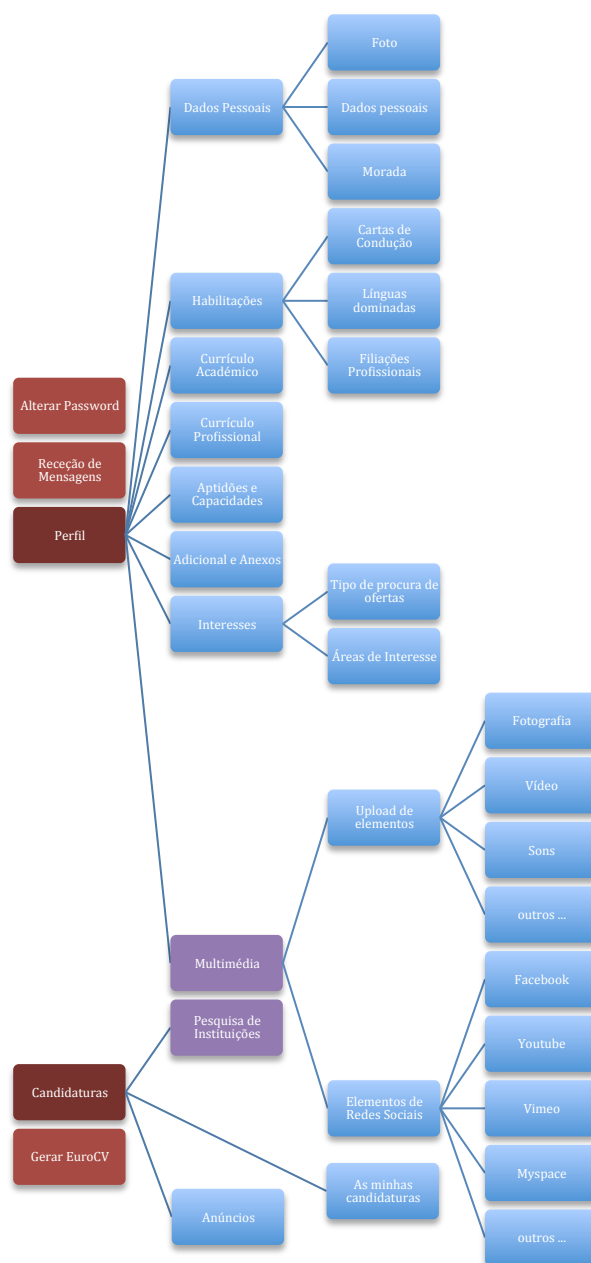 Foto
Dados Pessoais
Dados pessoais
Morada
Cartas de
Condução
Habilitações
Línguas
dominadas
Currículo
Académico
Filiações
Profissionais
Alterar Password
Currículo
Profissional
Receção de
Mensagens
Aptidões e
Capacidades
Perfil
Adicional e Anexos
Tipo de procura de
ofertas
Interesses
Áreas de Interesse
Fotografia
Vídeo
Upload de
elementos
Sons
outros ...
Multimédia
Facebook
Pesquisa de
Instituições
Youtube
Candidaturas
Elementos de
Redes Sociais
Vimeo
Gerar EuroCV
Myspace
As minhas
candidaturas
Anúncios
outros ...